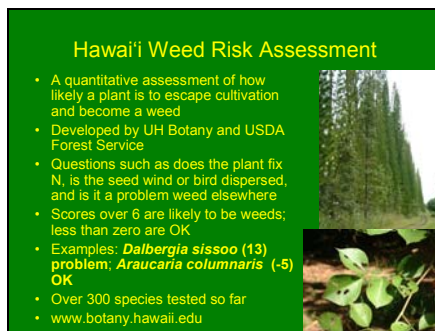 Hawai‘i Weed Risk Assessment
• A quantitative assessment of how
likely a plant is to escape cultivation
and become a weed
• Developed by UH Botany and USDA
Forest Service
• Questions such as does the plant fix
N, is the seed wind or bird dispersed,
and is it a problem weed elsewhere
• Scores over 6 are likely to be weeds;
less than zero are OK
• Examples: Dalbergia sissoo (13)
problem; Araucaria columnaris (-5)
OK
• Over 300 species tested so far
• www.botany.hawaii.edu